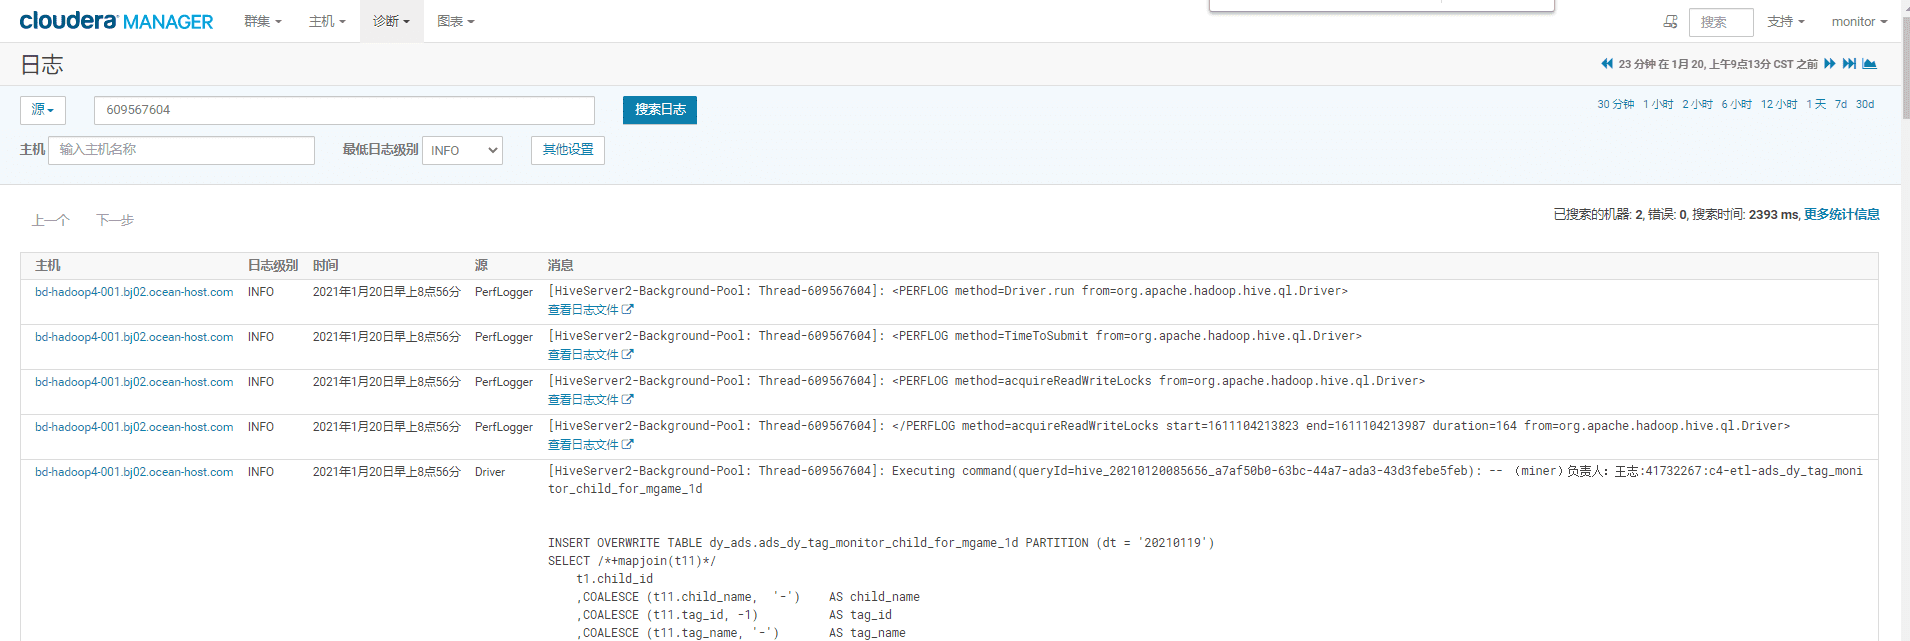 cloudera MANAGER 群集 主机 诊断 图表 搜索 支持 monitor
日志
23 分钟 在 1月 20, 上午9点13分 CST 之前
源 609567604 搜索日志
30 分钟 1 小时 2 小时 6 小时 12 小时 1 天 7d 30d
主机 输入主机名称 最低日志级别 INFO 其他设置
上一个 下一步
已搜索的机器: 2, 错误: 0, 搜索时间: 2393 ms, 更多统计信息
主机 日志级别 时间 源 消息
bd-hadoop4-001.bj02.ocean-host.com INFO 2021年1月20日早上8点56分 PerfLogger [HiveServer2-Background-Pool: Thread-609567604]: <PERFLOG method=Driver.run from=org.apache.hadoop.hive.ql.Driver>
查看日志文件
bd-hadoop4-001.bj02.ocean-host.com INFO 2021年1月20日早上8点56分 PerfLogger [HiveServer2-Background-Pool: Thread-609567604]: <PERFLOG method=TimeToSubmit from=org.apache.hadoop.hive.ql.Driver>
查看日志文件
bd-hadoop4-001.bj02.ocean-host.com INFO 2021年1月20日早上8点56分 PerfLogger [HiveServer2-Background-Pool: Thread-609567604]: <PERFLOG method=acquireReadWriteLocks from=org.apache.hadoop.hive.ql.Driver>
查看日志文件
bd-hadoop4-001.bj02.ocean-host.com INFO 2021年1月20日早上8点56分 PerfLogger [HiveServer2-Background-Pool: Thread-609567604]: </PERFLOG method=acquireReadWriteLocks start=1611104213823 end=1611104213987 duration=164 from=org.apache.hadoop.hive.ql.Driver>
查看日志文件
bd-hadoop4-001.bj02.ocean-host.com INFO 2021年1月20日早上8点56分 Driver [HiveServer2-Background-Pool: Thread-609567604]: Executing command(queryId=hive_20210120085656_a7af50b0-63bc-44a7-ada3-43d3febe5feb): -- （miner）负责人：王志:41732267:c4-etl-ads_dy_tag_moni
tor_child_for_mgame_1d
INSERT OVERWRITE TABLE dy_ads.ads_dy_tag_monitor_child_for_mgame_1d PARTITION (dt = '20210119')
SELECT /*+mapjoin(t11)*/
t1.child_id
,COALESCE (t11.child_name, '-') AS child_name
,COALESCE (t11.tag_id, -1) AS tag_id
,COALESCE (t11.tag_name, '-') AS tag_name